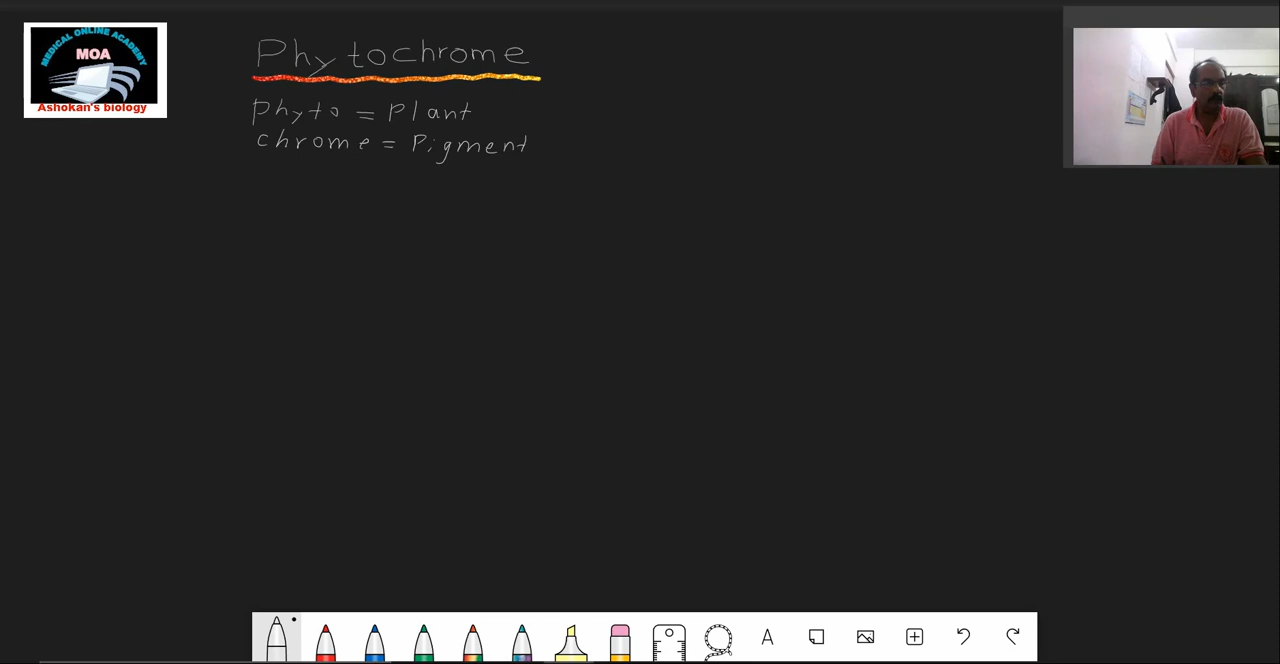 MEDICAL ONLINE ACADEMY
MOA
Ashokan's biology
Phytochrome
Phyto = Plant
chrome = Pigment
A